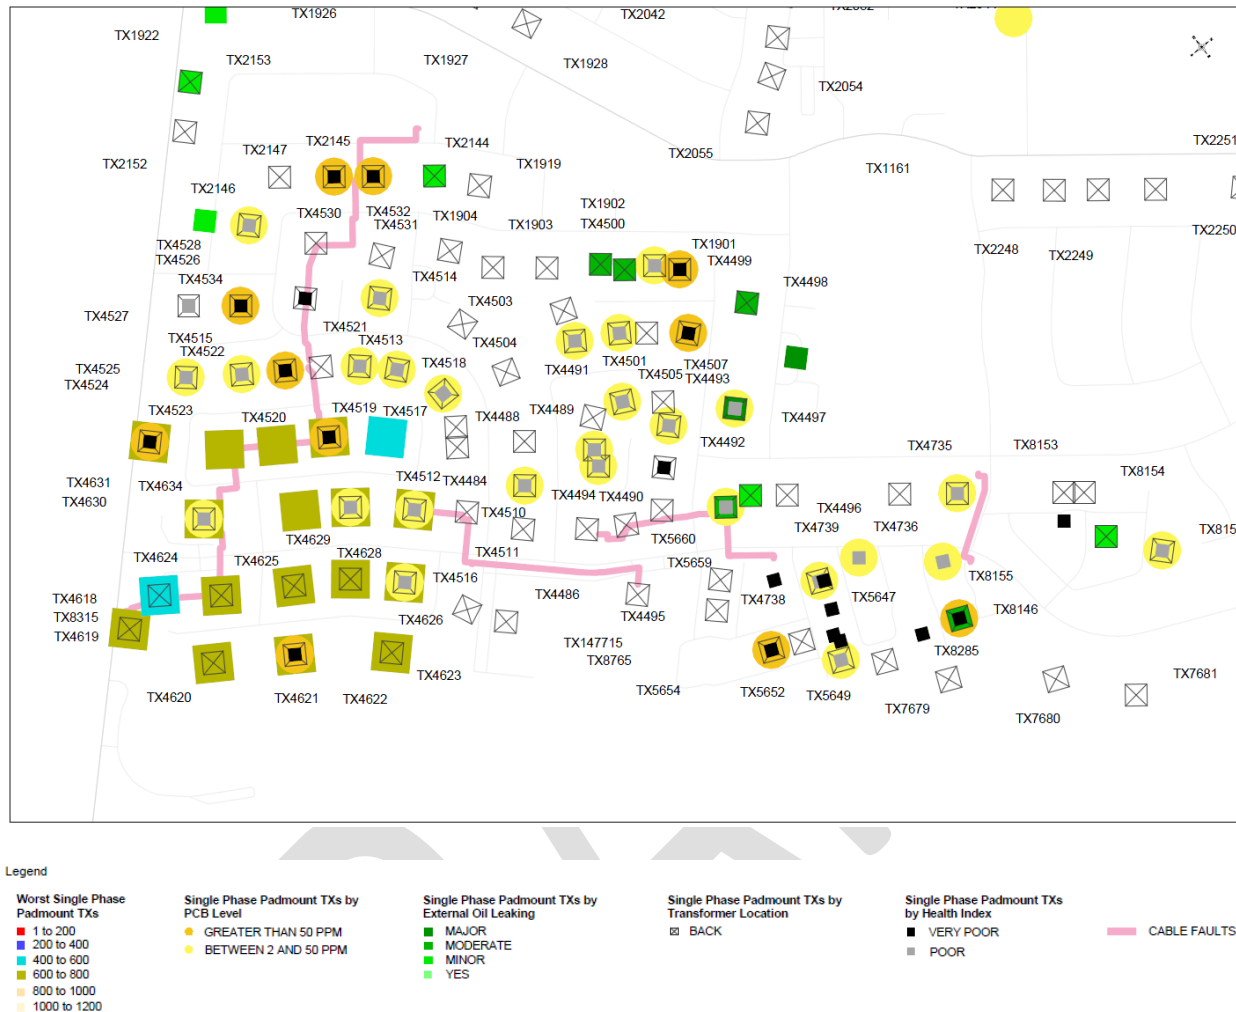 TX1926
TX2042
TX1922
TX1927
TX1928
TX2153
TX2054
TX2147
TX2145
TX2144
TX2251
TX2152
TX1919
TX2055
TX1161
TX2146
TX4530
TX4532
TX4531
TX1904
TX1903
TX1902
TX4500
TX4528
TX4526
TX1901
TX4499
TX2248
TX2249
TX2250
TX4534
TX4514
TX4498
TX4503
TX4527
TX4515
TX4522
TX4521
TX4513
TX4504
TX4518
TX4491
TX4501
TX4507
TX4525
TX4524
TX4505
TX4493
TX4523
TX4520
TX4519
TX4517
TX4488
TX4489
TX4497
TX4492
TX4735
TX8153
TX8154
TX4631
TX4630
TX4634
TX4512
TX4484
TX4494
TX4490
TX4510
TX4496
TX4739
TX4736
TX815
TX4629
TX4628
TX4511
TX5660
TX4624
TX4625
TX4516
TX4486
TX5659
TX4738
TX5647
TX8155
TX4618
TX8315
TX4619
TX4626
TX4495
TX8146
TX147715
TX8765
TX8285
TX4620
TX4621
TX4622
TX4623
TX5654
TX5652
TX5649
TX7679
TX7680
TX7681
Legend
Worst Single Phase
Padmount TXs
1 to 200
200 to 400
400 to 600
600 to 800
800 to 1000
1000 to 1200
Single Phase Padmount TXs by
PCB Level
GREATER THAN 50 PPM
BETWEEN 2 AND 50 PPM
Single Phase Padmount TXs by
External Oil Leaking
MAJOR
MODERATE
MINOR
YES
Single Phase Padmount TXs by
Transformer Location
BACK
Single Phase Padmount TXs
by Health Index
VERY POOR
POOR
CABLE FAULTS